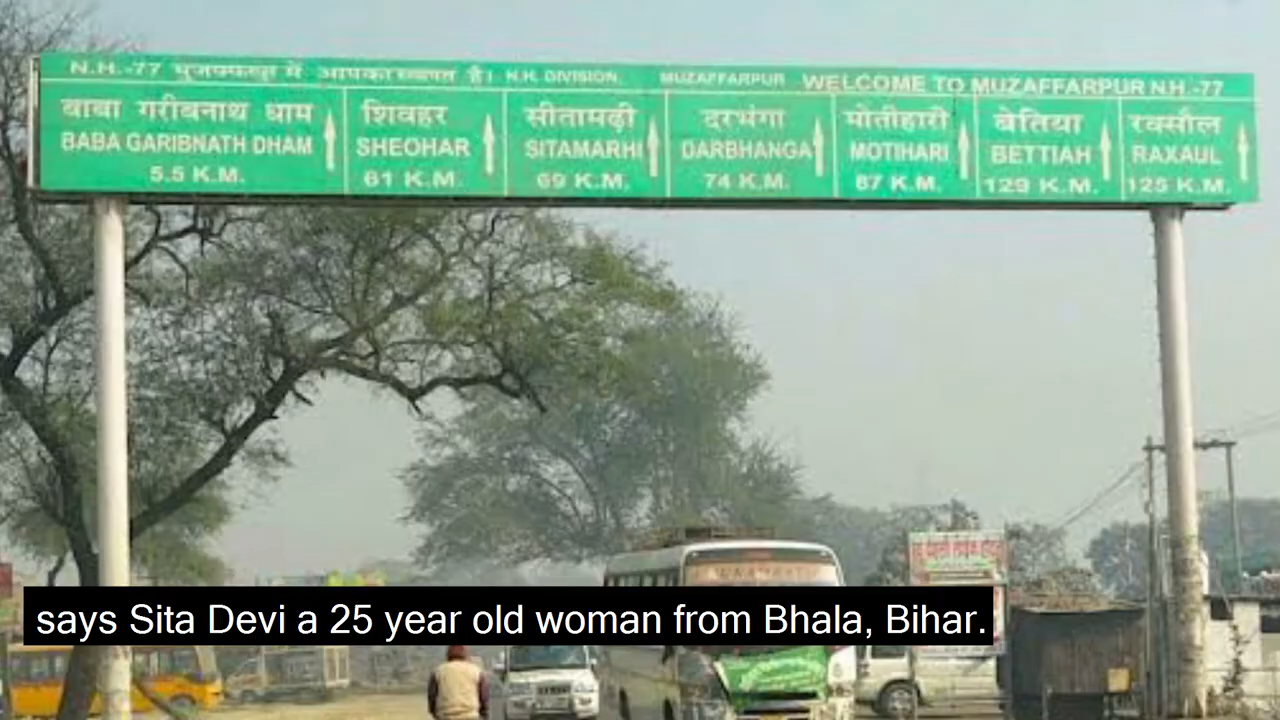 N.H.-77 मुजफ्फरपुर में आपका स्वागत है। N.H. DIVISION, MUZAFFARPUR WELCOME TO MUZAFFARPUR N.H.-77
बाबा गरीबनाथ धाम
BABA GARIBNATH DHAM
5.5 K.M.
शिवहर
SHEOHAR
61 K.M.
सीतामढ़ी
SITAMARHI
69 K.M.
दरभंगा
DARBHANGA
74 K.M.
मोतीहारी
MOTIHARI
87 K.M.
बेतिया
BETTIAH
129 K.M.
रक्सौल
RAXAUL
125 K.M.
says Sita Devi a 25 year old woman from Bhala, Bihar.